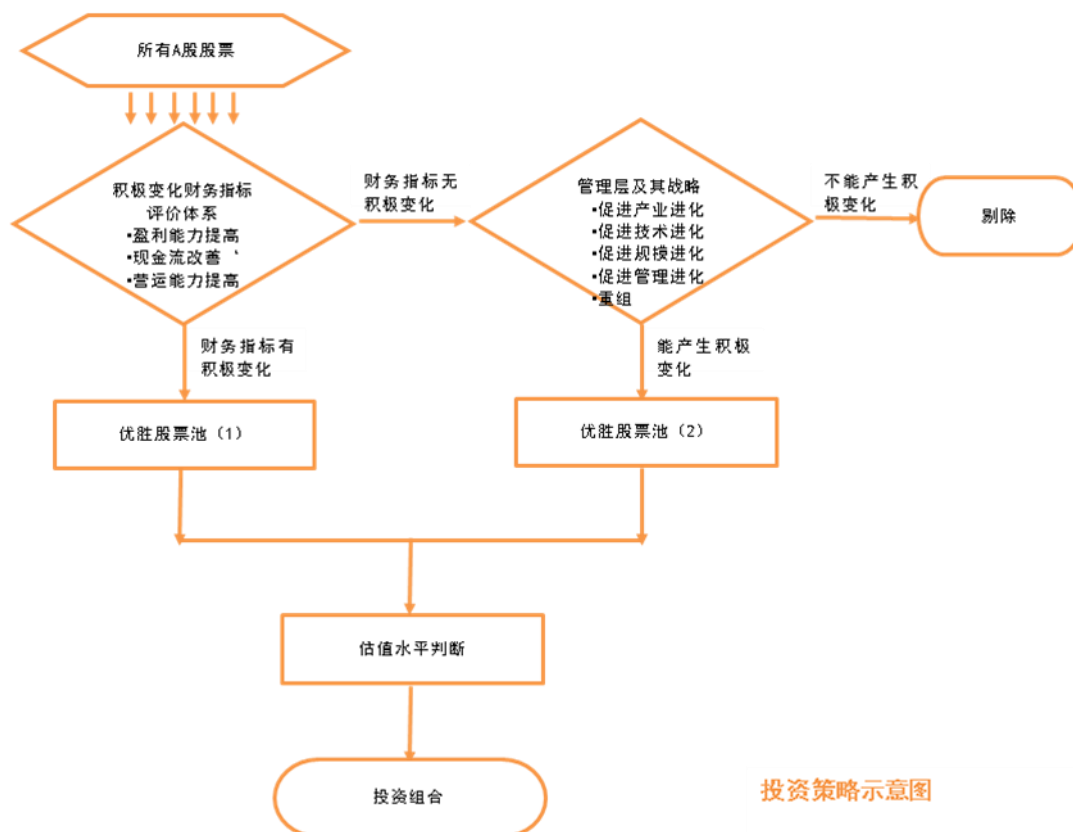 所有A股股票
积极变化财务指标
评价体系
▪盈利能力提高
▪现金流改善 `
▪营运能力提高
财务指标无
积极变化
管理层及其战略
▪促进产业进化
▪促进技术进化
▪促进规模进化
▪促进管理进化
▪重组
不能产生积
极变化
剔除
财务指标有
积极变化
能产生积极
变化
优胜股票池（1）
优胜股票池（2）
估值水平判断
投资组合
投资策略示意图